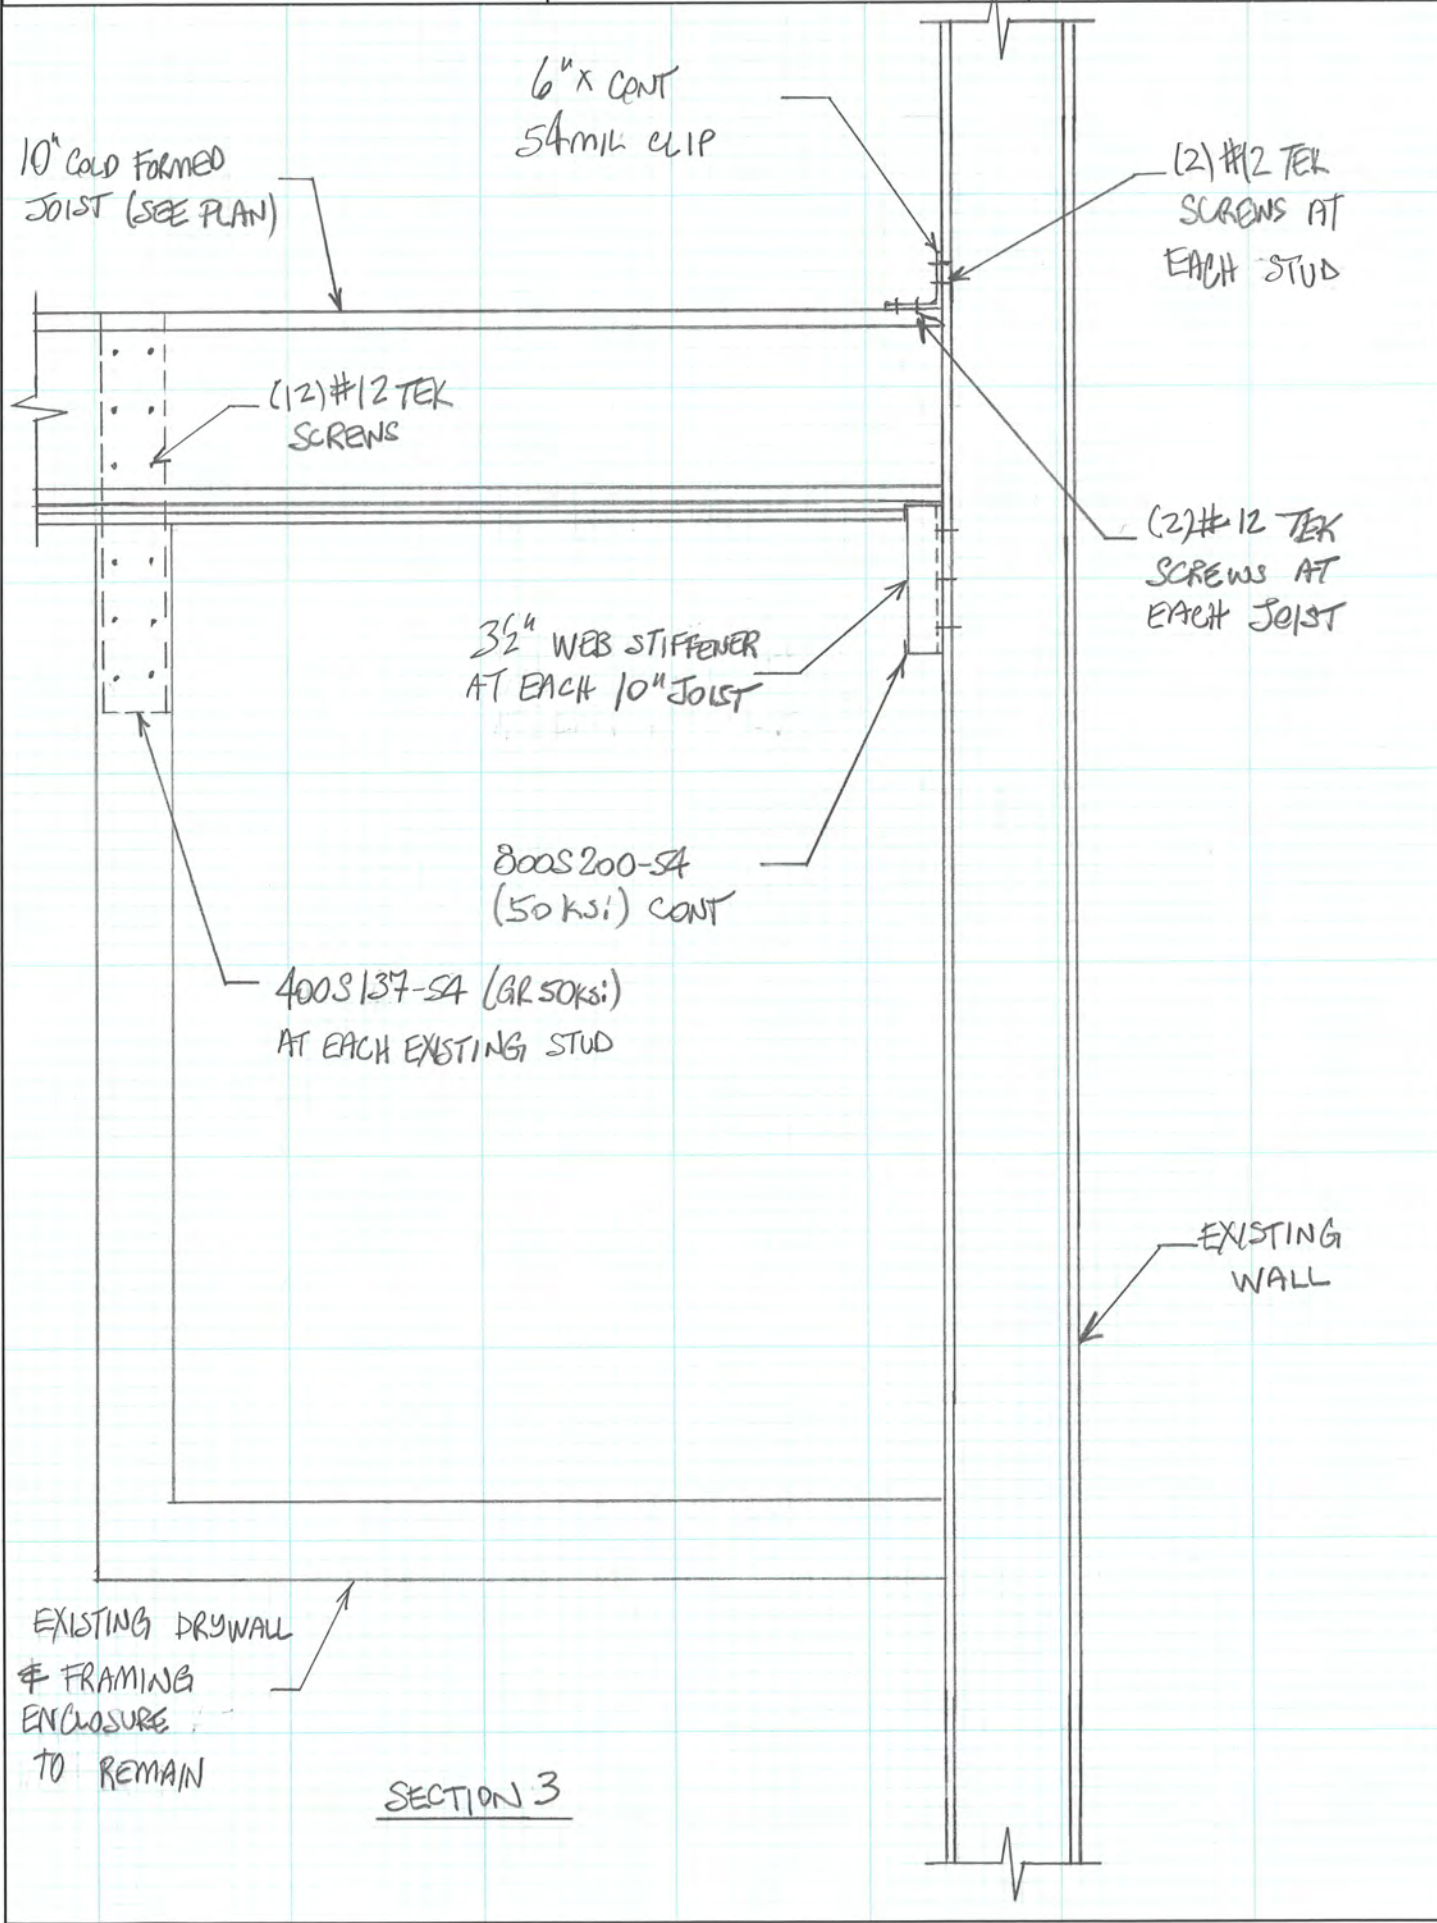 6" X CONT
54 MIL CLIP
10" COLD FORMED
JOIST (SEE PLAN)
(2) #12 TEK
SCREWS AT
EACH STUD
(12) #12 TEK
SCREWS
(2) # 12 TEK
SCREWS AT
EACH JOIST
3½" WEB STIFFENER
AT EACH 10" JOIST
800S200-54
(50 ksi) CONT
400S137-54 (GR 50ksi)
AT EACH EXISTING STUD
EXISTING
WALL
EXISTING DRYWALL
& FRAMING
ENCLOSURE
TO REMAIN
SECTION 3